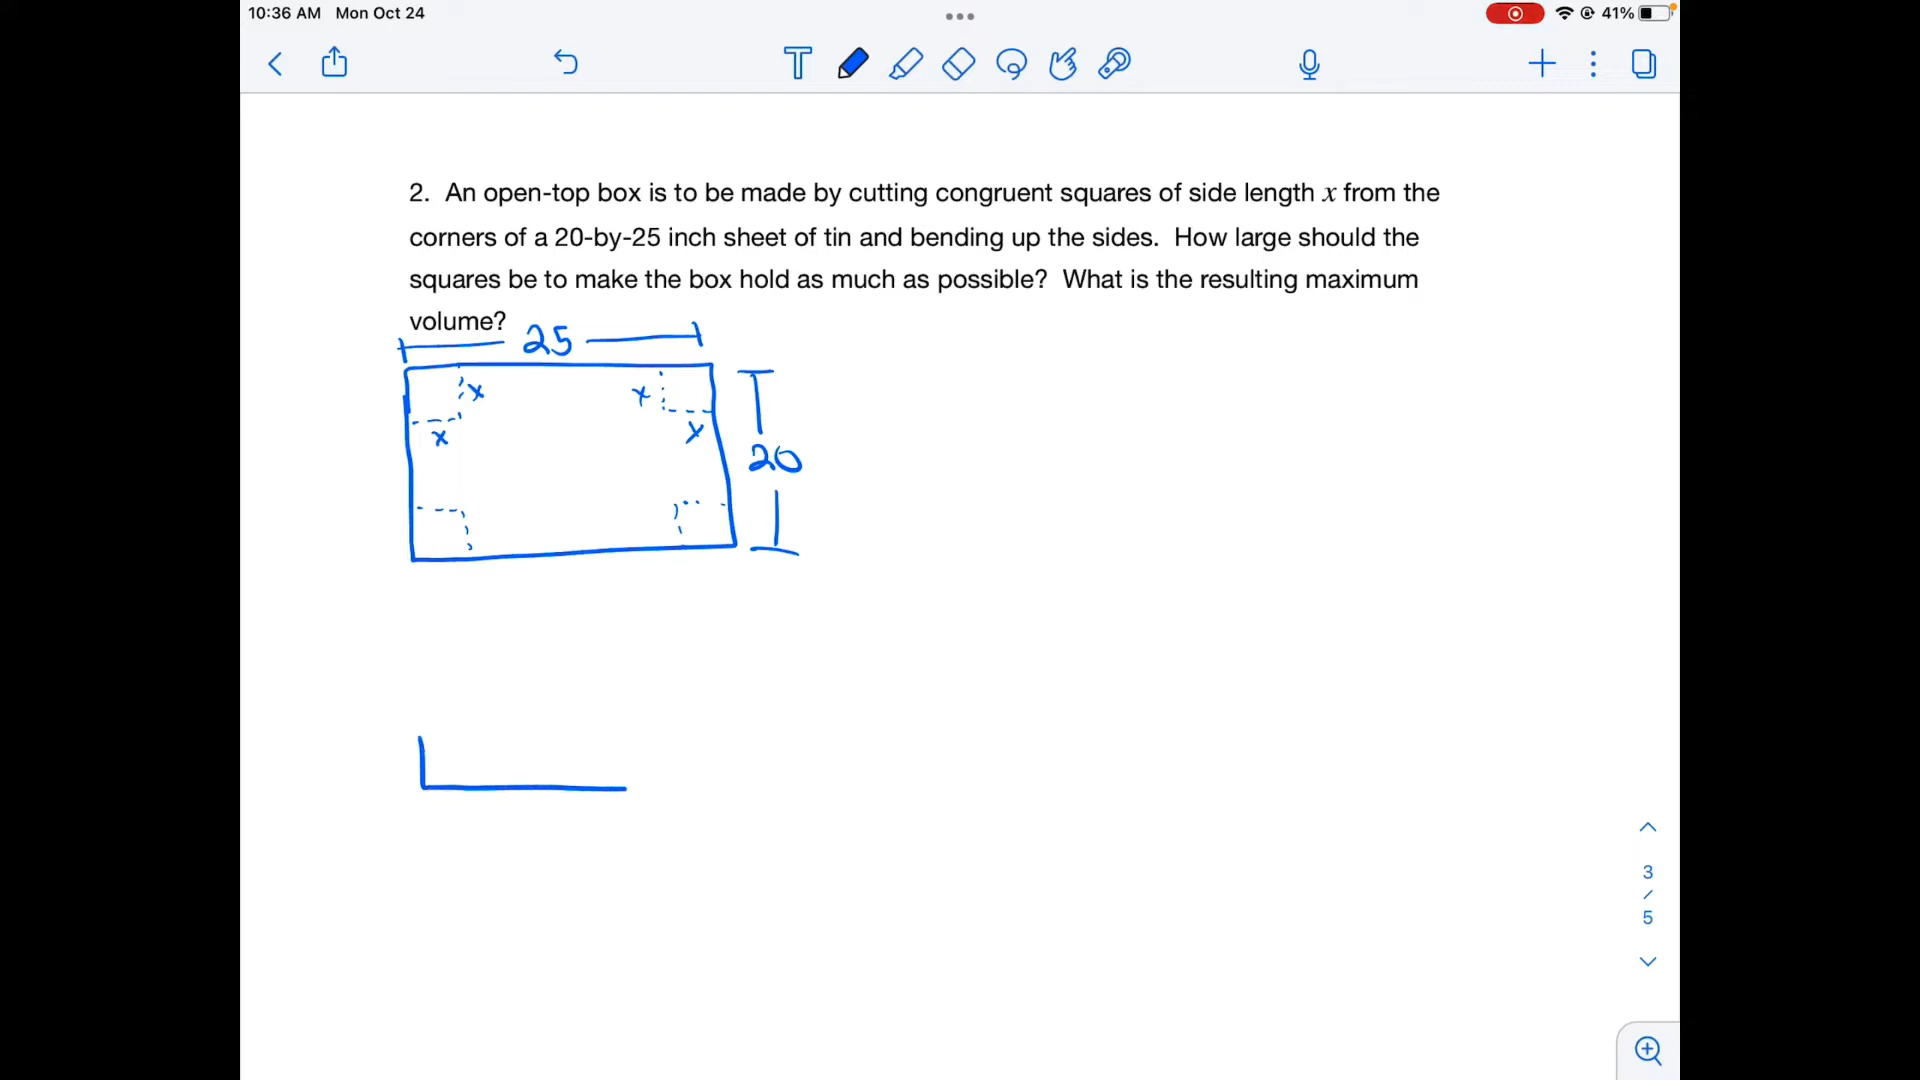 10:36 AM Mon Oct 24
41%
2. An open-top box is to be made by cutting congruent squares of side length x from the
corners of a 20-by-25 inch sheet of tin and bending up the sides. How large should the
squares be to make the box hold as much as possible? What is the resulting maximum
volume?
25
x x
x x
20
3
/
5